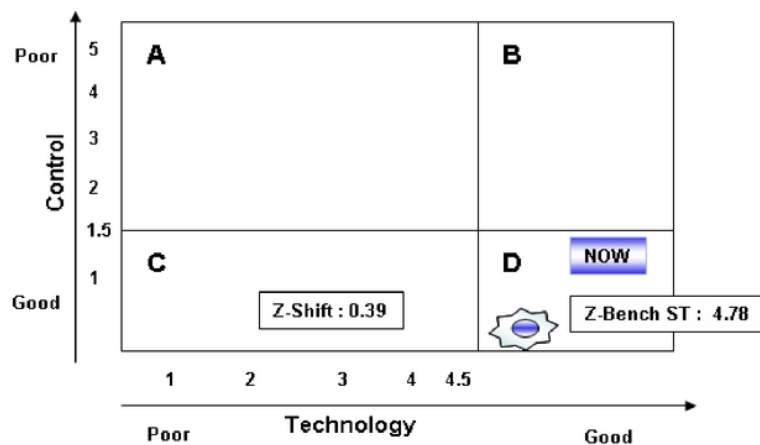 Poor
Control
Good
5
4
3
2
1.5
1
A
B
C
D
NOW
Z-Shift : 0.39
Z-Bench ST : 4.78
1 2 3 4 4.5
Poor
Technology
Good